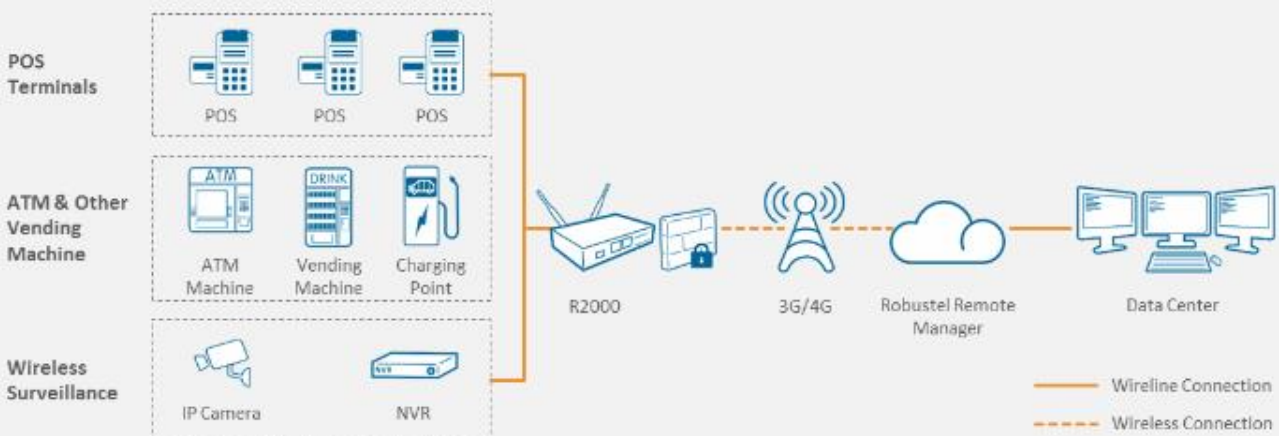 POS
Terminals
POS
POS
POS
ATM & Other
Vending
Machine
ATM
DRINK
ATM
Machine
Vending
Machine
Charging
Point
R2000
3G/4G
Robustel Remote
Manager
Data Center
Wireless
Surveillance
NVR
IP Camera
NVR
Wireline Connection
Wireless Connection